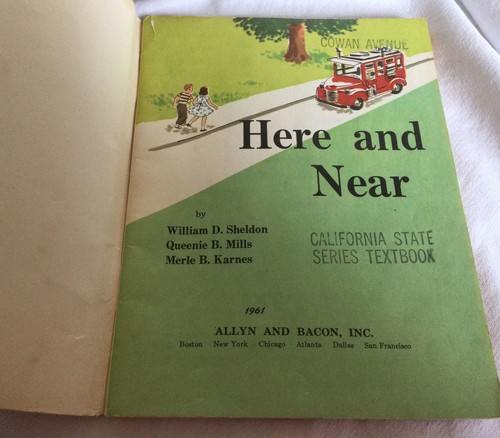 COWAN AVENUE
Here and
Near
by
William D. Sheldon
Queenie B. Mills
Merle B. Karnes
CALIFORNIA STATE
SERIES TEXTBOOK
1961
ALLYN AND BACON, INC.
Boston New York Chicago Atlanta Dallas San Francisco